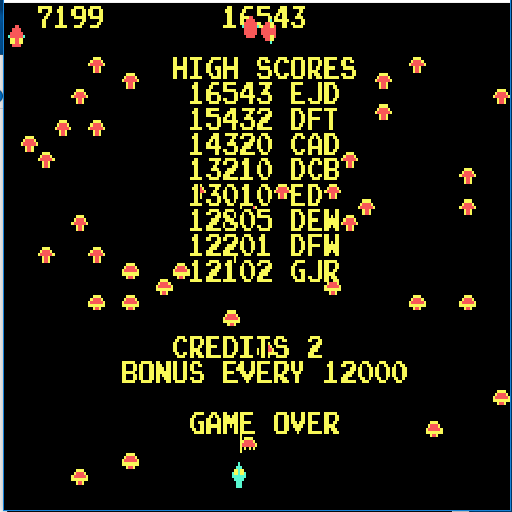 7199 16543
HIGH SCORES
16543 EJD
15432 DFT
14320 CAD
13210 DCB
13010 ED
12805 DEW
12201 DFW
12102 GJR
CREDITS 2
BONUS EVERY 12000
GAME OVER